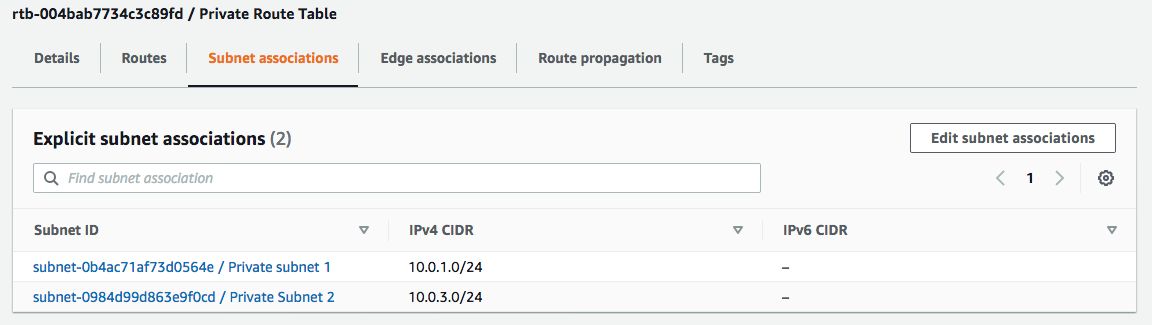 rtb-004bab7734c3c89fd / Private Route Table
Details Routes Subnet associations Edge associations Route propagation Tags
Explicit subnet associations (2) Edit subnet associations
Find subnet association 1
Subnet ID IPv4 CIDR IPv6 CIDR
subnet-0b4ac71af73d0564e / Private subnet 1 10.0.1.0/24 –
subnet-0984d99d863e9f0cd / Private Subnet 2 10.0.3.0/24 –